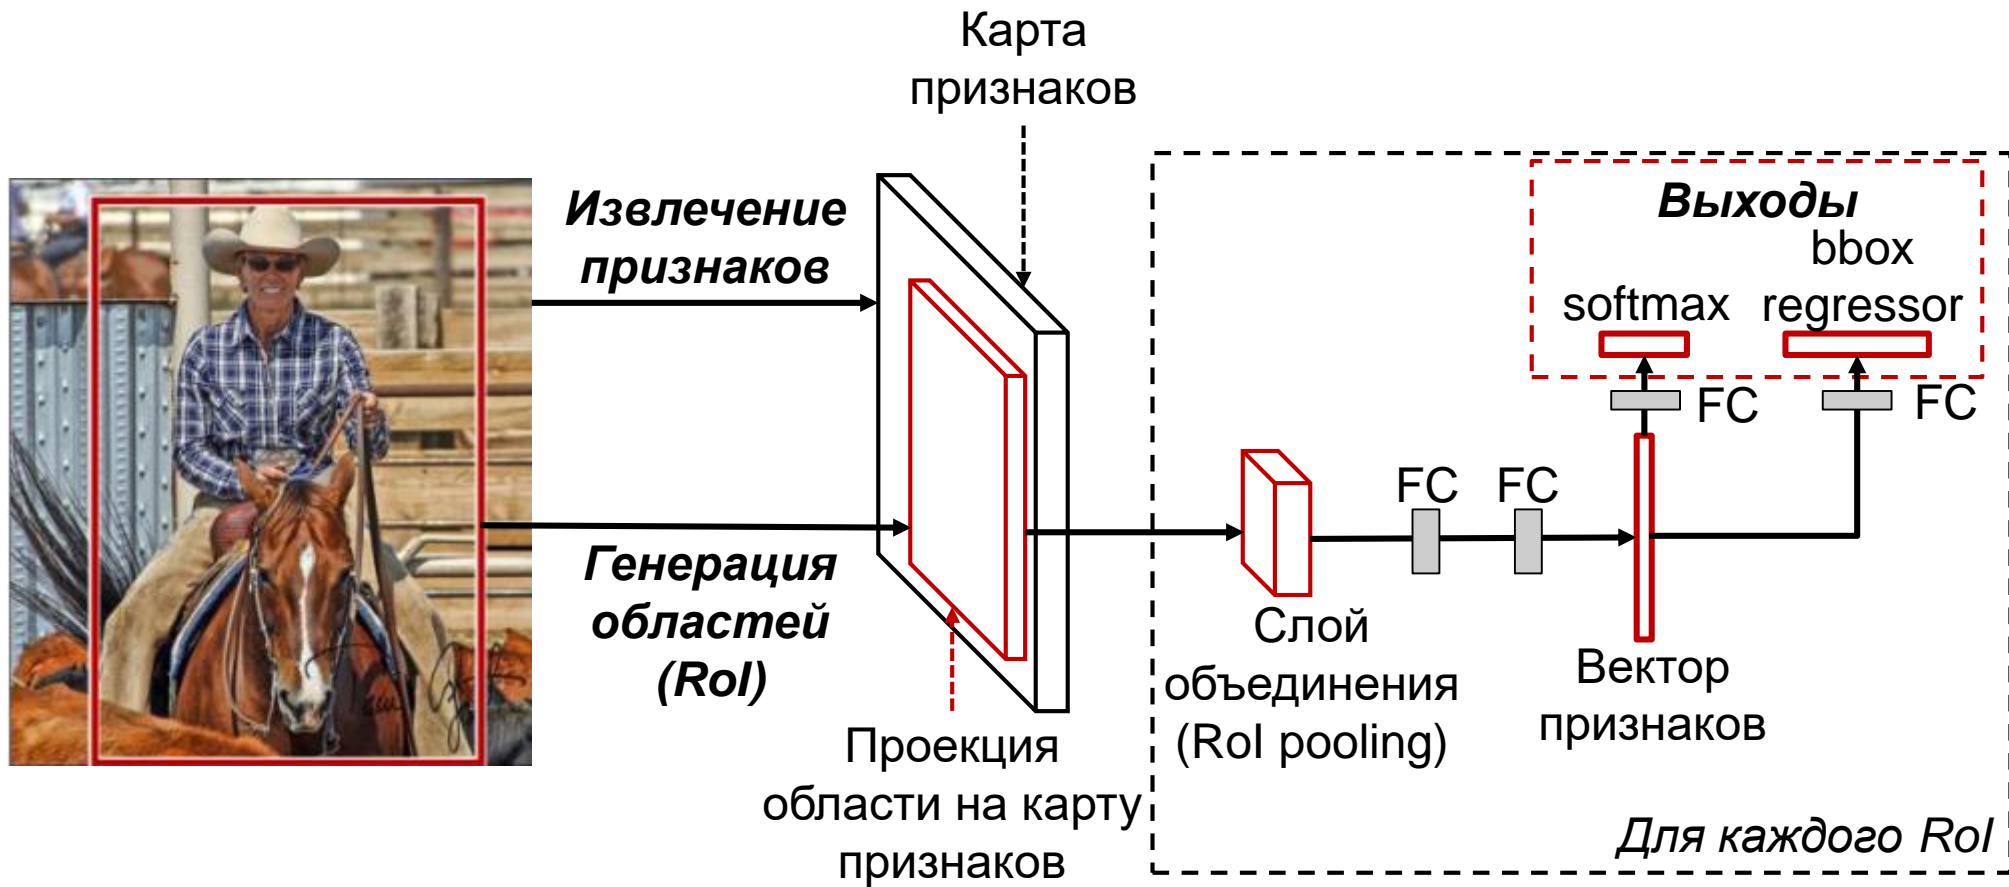 Карта
признаков
Извлечение
признаков
Генерация
областей
(RoI)
Проекция
области на карту
признаков
Выходы
softmax
bbox
regressor
FC
FC
FC
FC
Слой
объединения
(RoI pooling)
Вектор
признаков
Для каждого RoI